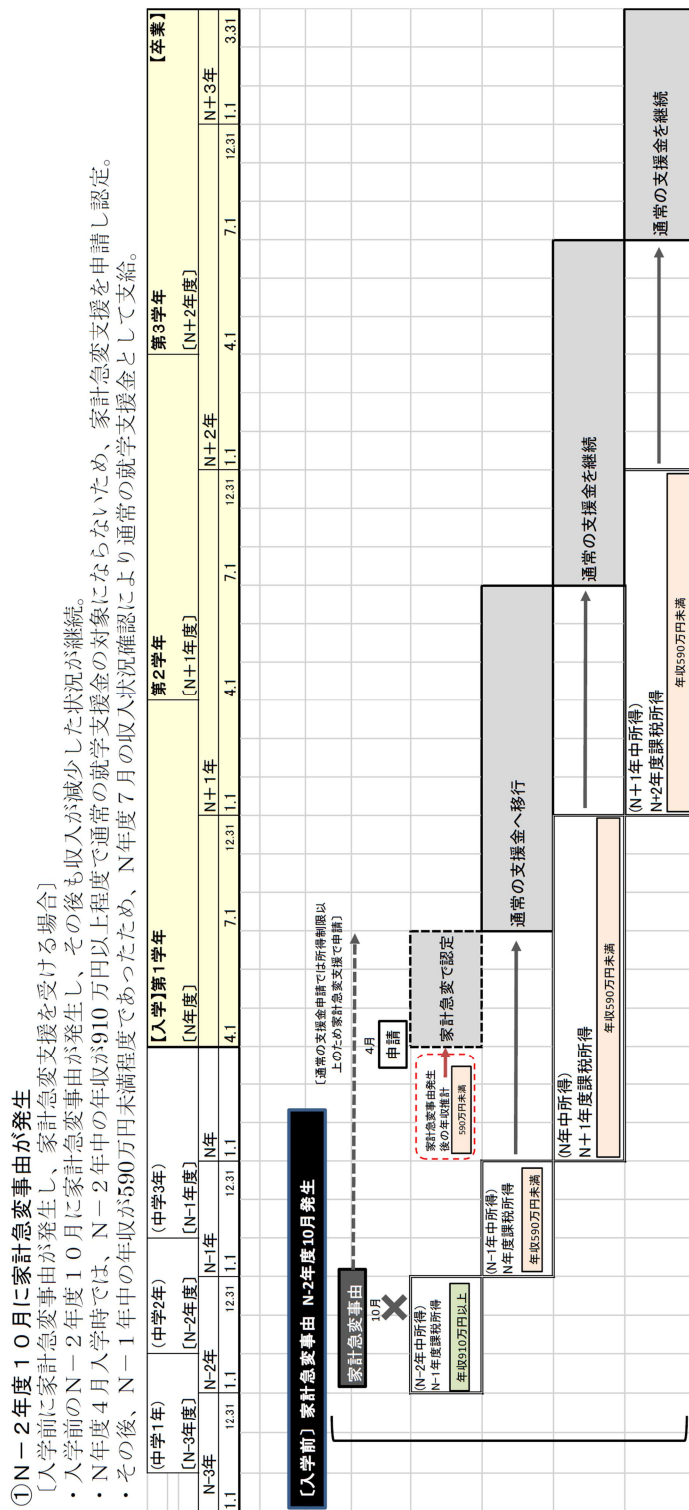 ①N－２年度１０月に家計急変事由が発生
〔入学前に家計急変事由が発生し、家計急変支援を受ける場合〕
・入学前のＮ－２年度１０月に家計急変事由が発生し、その後も収入が減少した状況が継続。
・Ｎ年度４月入学時では、Ｎ－２年中の年収が910万円以上程度で通常の就学支援金の対象にならないため、家計急変支援を申請し認定。
・その後、Ｎ－１年中の年収が590万円未満程度であったため、Ｎ年度７月の収入状況確認により通常の就学支援金として支給。
(中学1年) (中学2年) (中学3年) 【入学】第1学年 第2学年 第3学年 【卒業】
〔N-3年度〕 〔N-2年度〕 〔N-1年度〕 〔N年度〕 〔N+1年度〕 〔N+2年度〕
N-3年 N-2年 N-1年 N年 N＋1年 N＋2年 N＋3年
1.1 12.31 1.1 12.31 1.1 12.31 1.1 4.1 7.1 12.31 1.1 4.1 7.1 12.31 1.1 4.1 7.1 12.31 1.1 3.31
〔入学前〕 家計急変事由 N-2年度10月発生
〔通常の支援金申請では所得制限以
上のため家計急変支援で申請〕
家計急変事由
10月
4月
申請
(N-2年中所得)
N-1年度課税所得
年収910万円以上
家計急変事由発生
後の年収推計
590万円未満
家計急変で認定
(N-1年中所得)
N年度課税所得
年収590万円未満
通常の支援金へ移行
(N年中所得)
N＋1年度課税所得
年収590万円未満
通常の支援金を継続
(N＋1年中所得)
N+2年度課税所得
年収590万円未満
通常の支援金を継続